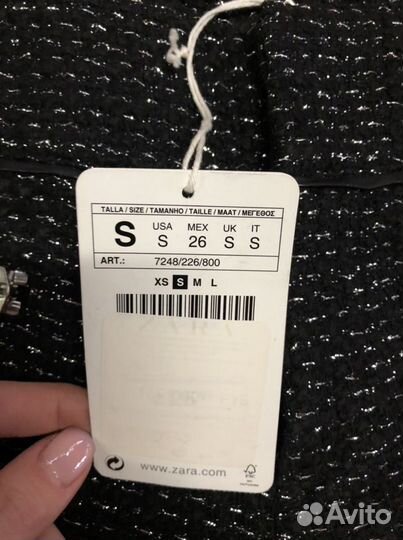 TALLA / SIZE / TAMANHO / TAILLE / MAAT / ΜΕΓΕΘΟΣ
S USA S MEX 26 UK S IT S
ART.: 7248/226/800
XS S M L
www.zara.com
FSC
Avito